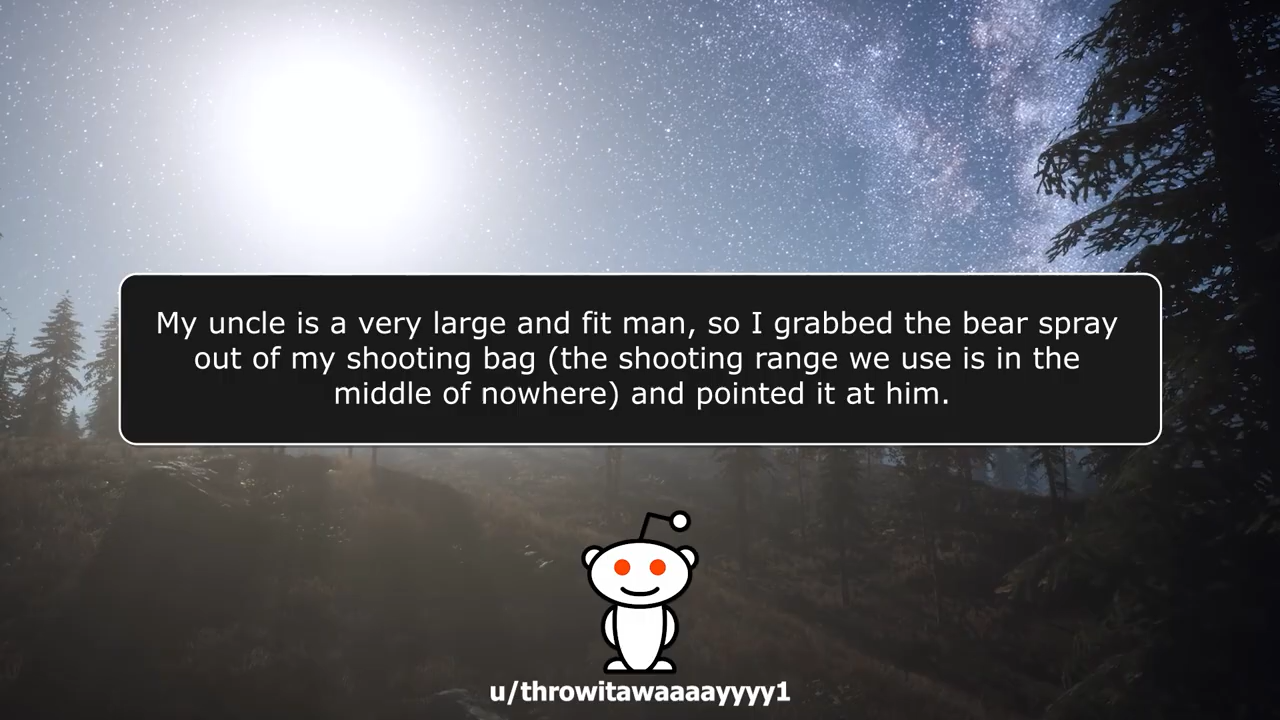 My uncle is a very large and fit man, so I grabbed the bear spray
out of my shooting bag (the shooting range we use is in the
middle of nowhere) and pointed it at him.
u/throwitawaaaayyyy1